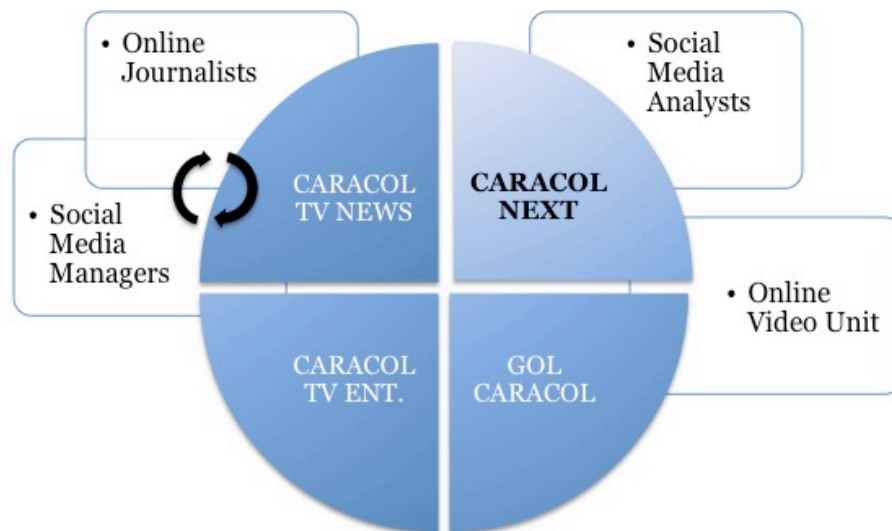 • Online
Journalists
• Social
Media
Analysts
CARACOL
TV NEWS
CARACOL
NEXT
• Social
Media
Managers
• Online
Video Unit
CARACOL
TV ENT.
GOL
CARACOL